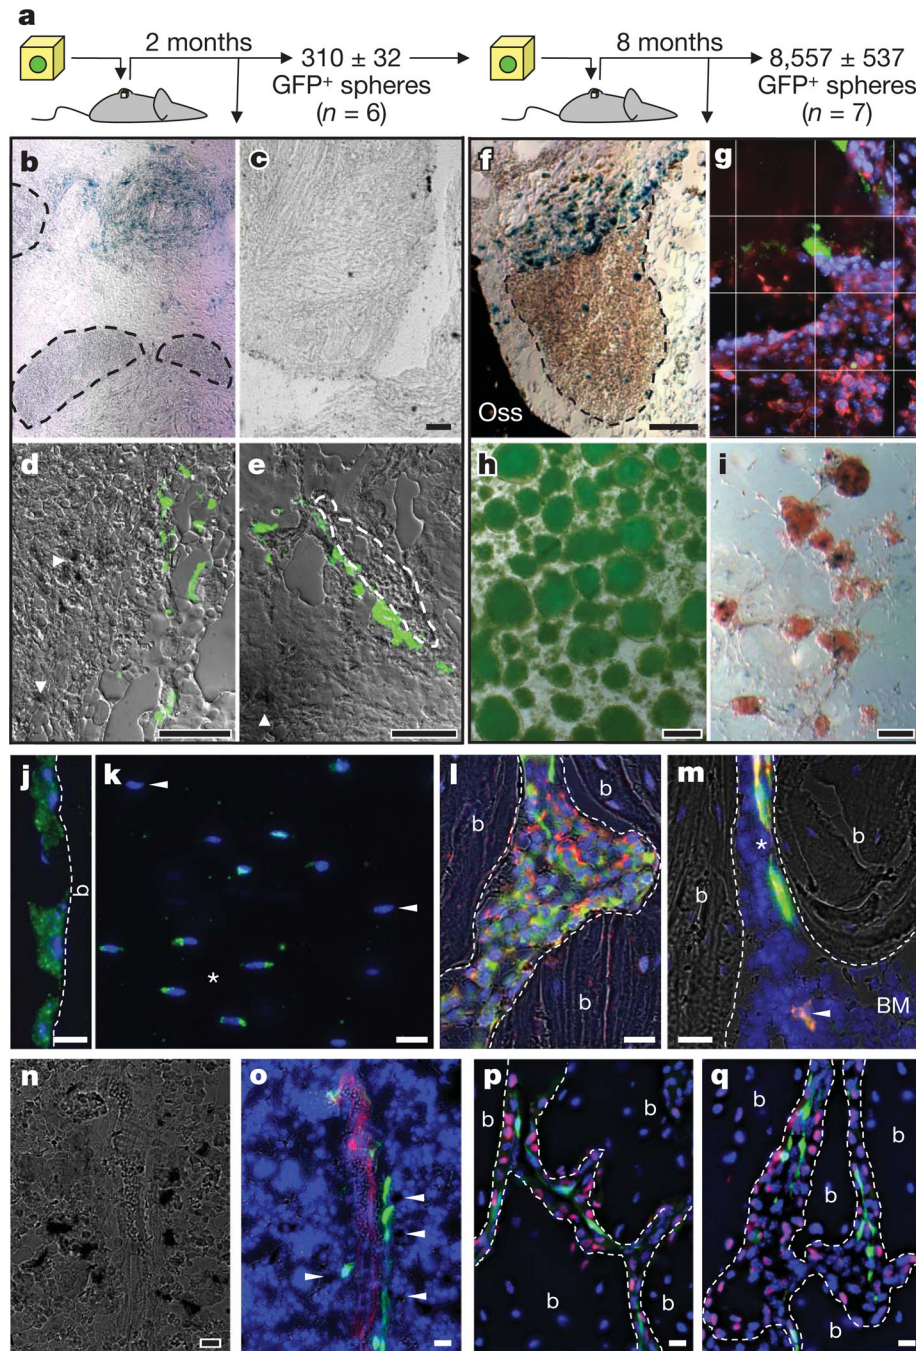 a
2 months
310 ± 32
GFP⁺ spheres
(n = 6)
8 months
8,557 ± 537
GFP⁺ spheres
(n = 7)
b
c
f
g
Oss
d
e
h
i
j
b
k
*
l
b
b
b
m
b
*
b
BM
n
o
p
b
b
b
b
q
b
b
b
b